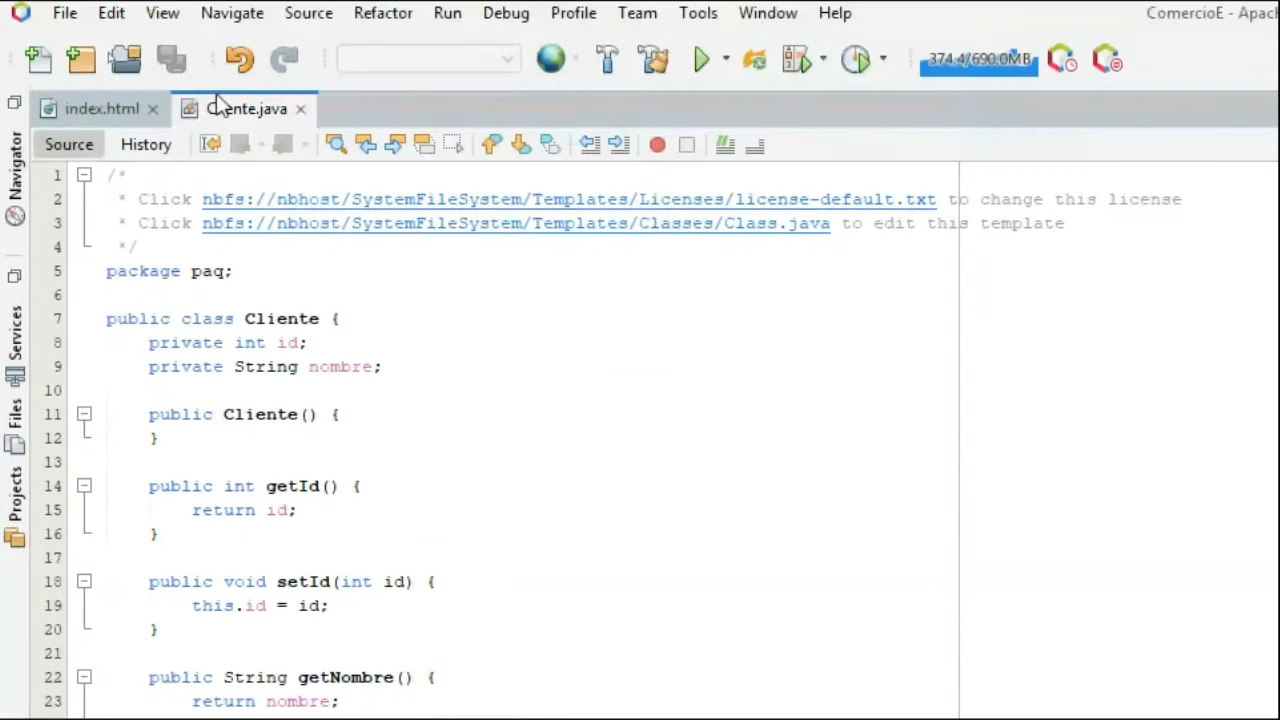 File Edit View Navigate Source Refactor Run Debug Profile Team Tools Window Help ComercioE - Apac
374.4/690.0MB
index.html Cliente.java
Source History
Navigator
Services
Files
Projects
1 /*
2 * Click nbfs://nbhost/SystemFileSystem/Templates/Licenses/license-default.txt to change this license
3 * Click nbfs://nbhost/SystemFileSystem/Templates/Classes/Class.java to edit this template
4 */
5 package paq;
6
7 public class Cliente {
8 private int id;
9 private String nombre;
10
11 public Cliente() {
12 }
13
14 public int getId() {
15 return id;
16 }
17
18 public void setId(int id) {
19 this.id = id;
20 }
21
22 public String getNombre() {
23 return nombre;